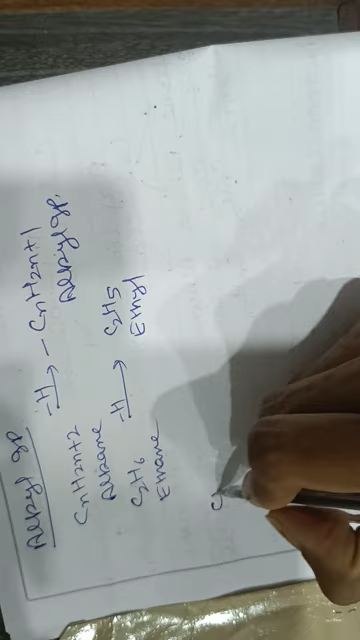 Alkyl gp
CnH2n+2 -H→ - CnH2n+1
Alkane Alkyl gp.
C2H6 -H→ C2H5
Ethane Ethyl
C